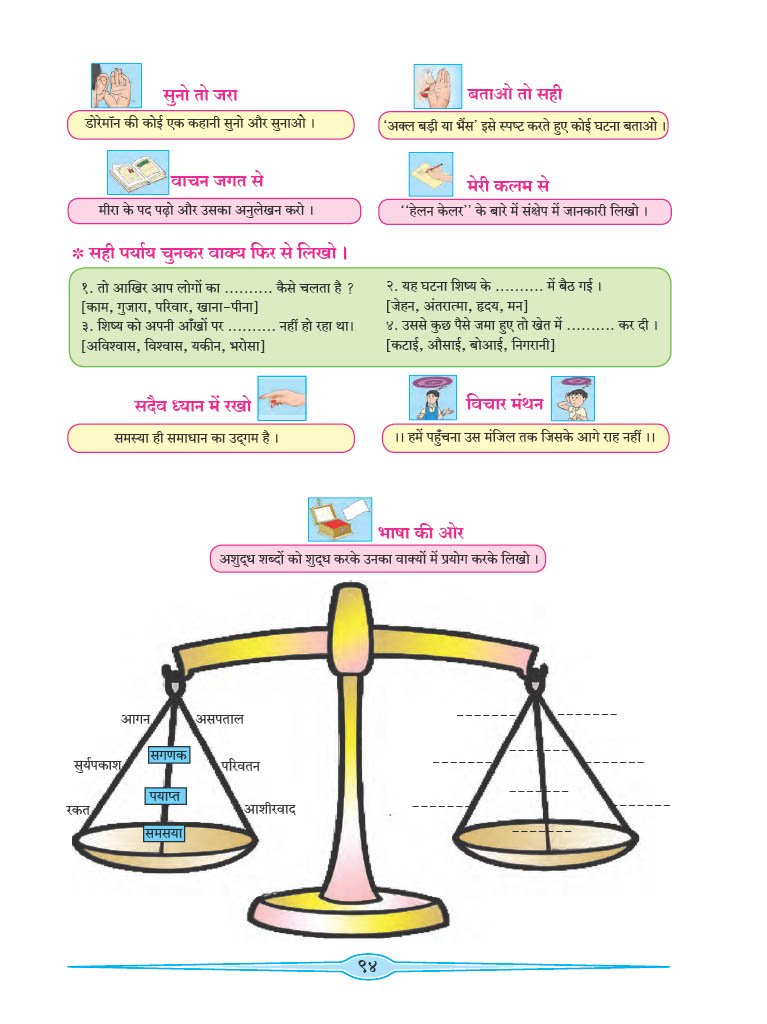 सुनो तो जरा
डोरेमॉन की कोई एक कहानी सुनो और सुनाओ ।
बताओ तो सही
‘अक्ल बड़ी या भैंस’ इसे स्पष्ट करते हुए कोई घटना बताओ ।
वाचन जगत से
मीरा के पद पढ़ो और उसका अनुलेखन करो ।
मेरी कलम से
‘‘हेलन केलर’’ के बारे में संक्षेप में जानकारी लिखो ।
* सही पर्याय चुनकर वाक्य फिर से लिखो ।
१. तो आखिर आप लोगों का .......... कैसे चलता है ?
[काम, गुजारा, परिवार, खाना-पीना]
२. यह घटना शिष्य के .......... में बैठ गई ।
[जेहन, अंतरात्मा, हृदय, मन]
३. शिष्य को अपनी आँखों पर .......... नहीं हो रहा था।
[अविश्वास, विश्वास, यकीन, भरोसा]
४. उससे कुछ पैसे जमा हुए तो खेत में .......... कर दी ।
[कटाई, औसाई, बोआई, निगरानी]
सदैव ध्यान में रखो
समस्या ही समाधान का उद्‌गम है ।
विचार मंथन
।। हमें पहुँचना उस मंजिल तक जिसके आगे राह नहीं ।।
भाषा की ओर
अशुद्‌ध शब्दों को शुद्‌ध करके उनका वाक्यों में प्रयोग करके लिखो ।
आगन
असपताल
सगणक
सुर्यपकाश
परिवतन
पयाप्त
रकत
आशीरवाद
समसया
९४